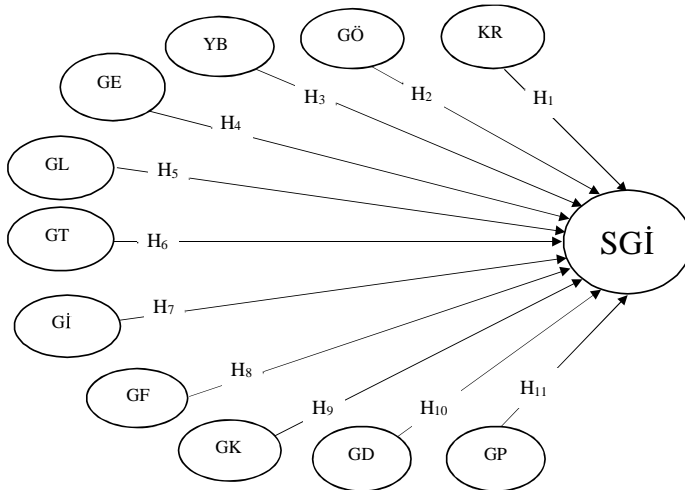 KR
GÖ
YB
GE
H₁
H₂
H₃
H₄
GL
H₅
GT
H₆
SGİ
Gİ
H₇
GF
H₈
GK
H₉
GD
H₁₀
GP
H₁₁